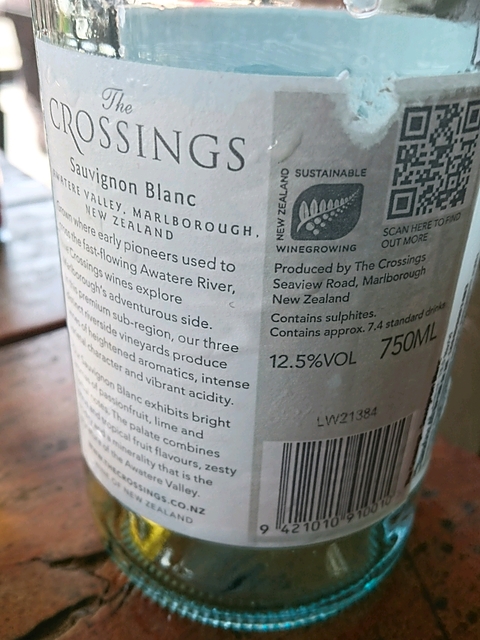 The
CROSSINGS
Sauvignon Blanc
AWATERE VALLEY, MARLBOROUGH,
NEW ZEALAND
where early pioneers used to
the fast-flowing Awatere River,
Crossings wines explore
adventurous side.
premium sub-region, our three
riverside vineyards produce
of heightened aromatics, intense
character and vibrant acidity.
Sauvignon Blanc exhibits bright
of passionfruit, lime and
The palate combines
tropical fruit flavours, zesty
minerality that is the
of the Awatere Valley.
CROSSINGS.CO.NZ
OF NEW ZEALAND
NEW ZEALAND
SUSTAINABLE
WINEGROWING
SCAN HERE TO FIND
OUT MORE
Produced by The Crossings
Seaview Road, Marlborough
New Zealand
Contains sulphites.
Contains approx. 7.4 standard drinks
12.5%VOL 750ML
LW21384
9 421010 910010